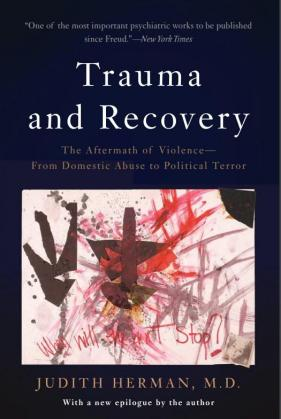 “One of the most important psychiatric works to be published
since Freud.”—New York Times
Trauma
and Recovery
The Aftermath of Violence—
From Domestic Abuse to Political Terror
Stop?
JUDITH HERMAN, M.D.
With a new epilogue by the author